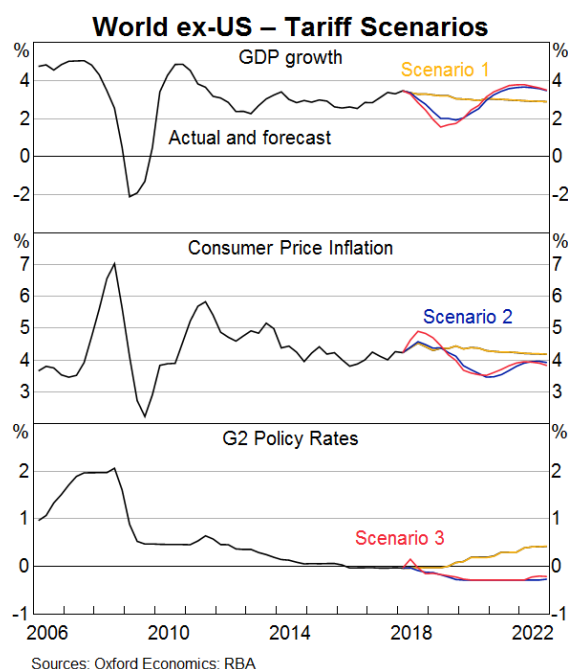 World ex-US – Tariff Scenarios
% GDP growth %
4 Scenario 1 4
2 2
Actual and forecast
0 0
-2 -2
% Consumer Price Inflation %
7 7
6 6
5 Scenario 2 5
4 4
3 3
% G2 Policy Rates %
2 2
1 1
Scenario 3
0 0
-1 -1
2006 2010 2014 2018 2022
Sources: Oxford Economics; RBA